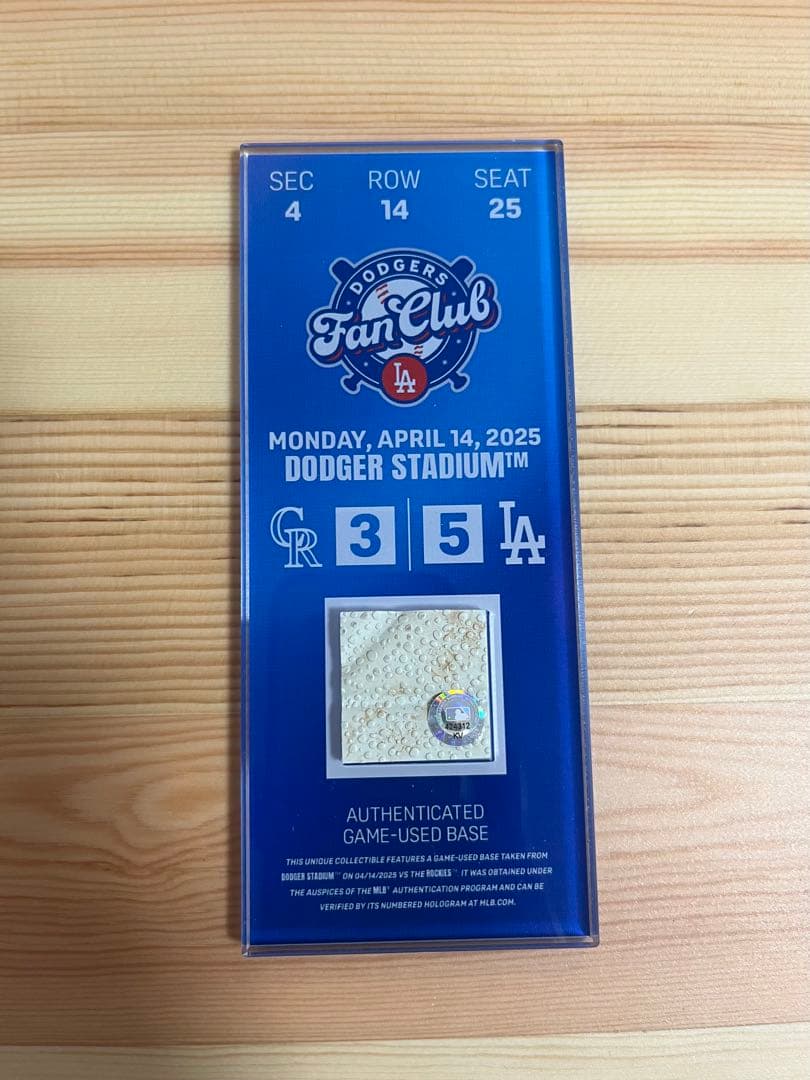 SEC ROW SEAT
4 14 25
DODGERS
Fan Club
LA
MONDAY, APRIL 14, 2025
DODGER STADIUM™
CR 3 5 LA
424312
KV
AUTHENTICATED
GAME-USED BASE
THIS UNIQUE COLLECTIBLE FEATURES A GAME-USED BASE TAKEN FROM
DODGER STADIUM™ ON 04/14/2025 VS THE ROCKIES™ IT WAS OBTAINED UNDER
THE AUSPICES OF THE MLB® AUTHENTICATION PROGRAM AND CAN BE
VERIFIED BY ITS NUMBERED HOLOGRAM AT MLB.COM.